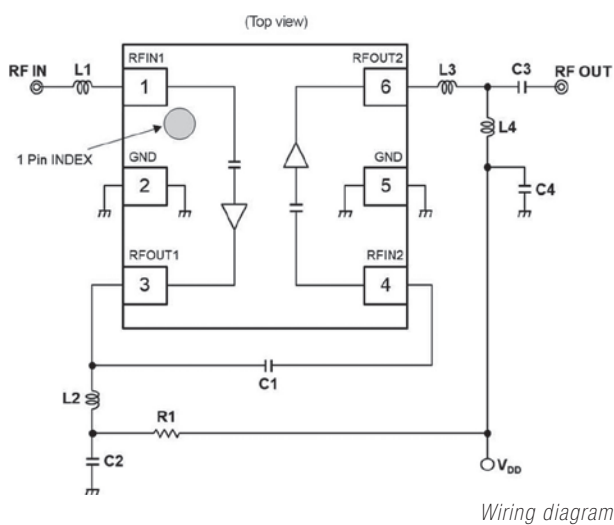 (Top view)
RF IN
L1
RFIN1
1
RFOUT2
6
L3
C3
RF OUT
L4
1 Pin INDEX
GND
2
GND
5
C4
RFOUT1
3
RFIN2
4
C1
L2
R1
C2
VDD
Wiring diagram